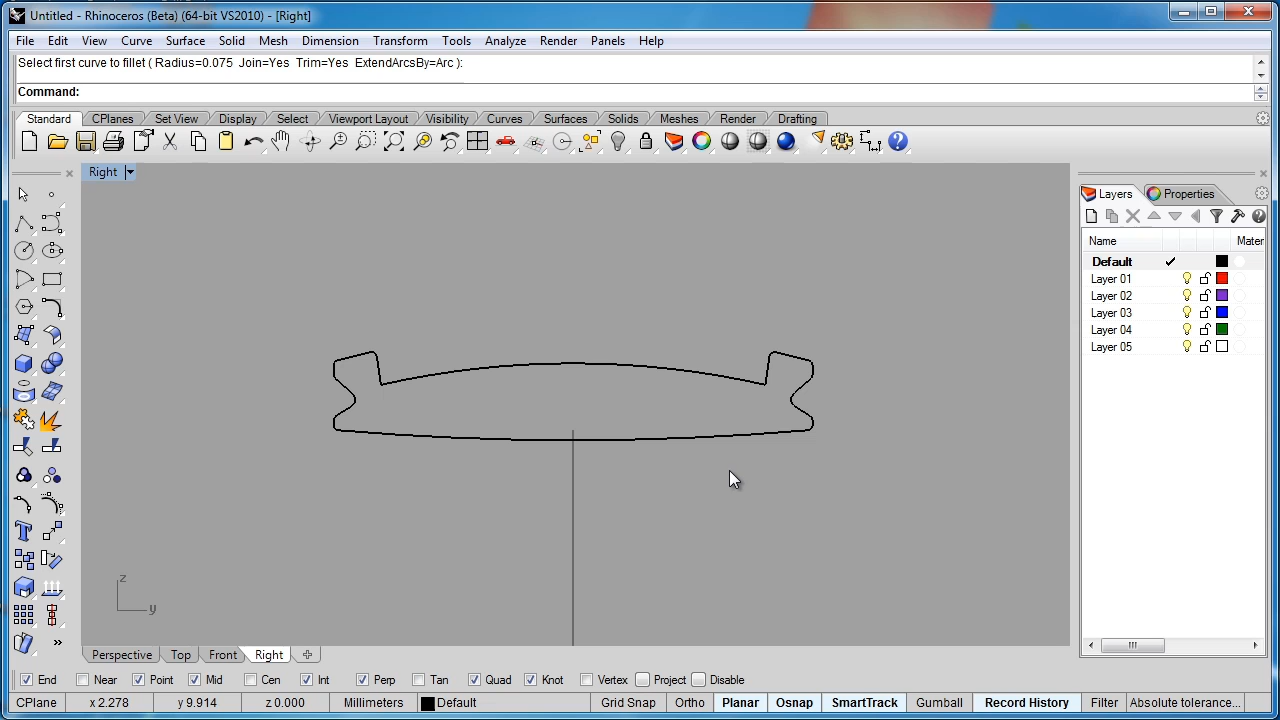 Untitled - Rhinoceros (Beta) (64-bit VS2010) - [Right]
File Edit View Curve Surface Solid Mesh Dimension Transform Tools Analyze Render Panels Help
Select first curve to fillet ( Radius=0.075 Join=Yes Trim=Yes ExtendArcsBy=Arc ):
Command:
Standard CPlanes Set View Display Select Viewport Layout Visibility Curves Surfaces Solids Meshes Render Drafting
Right
Layers Properties
Name Mater
Default
Layer 01
Layer 02
Layer 03
Layer 04
Layer 05
z
y
Perspective Top Front Right
End Near Point Mid Cen Int Perp Tan Quad Knot Vertex Project Disable
CPlane x 2.278 y 9.914 z 0.000 Millimeters Default Grid Snap Ortho Planar Osnap SmartTrack Gumball Record History Filter Absolute tolerance...